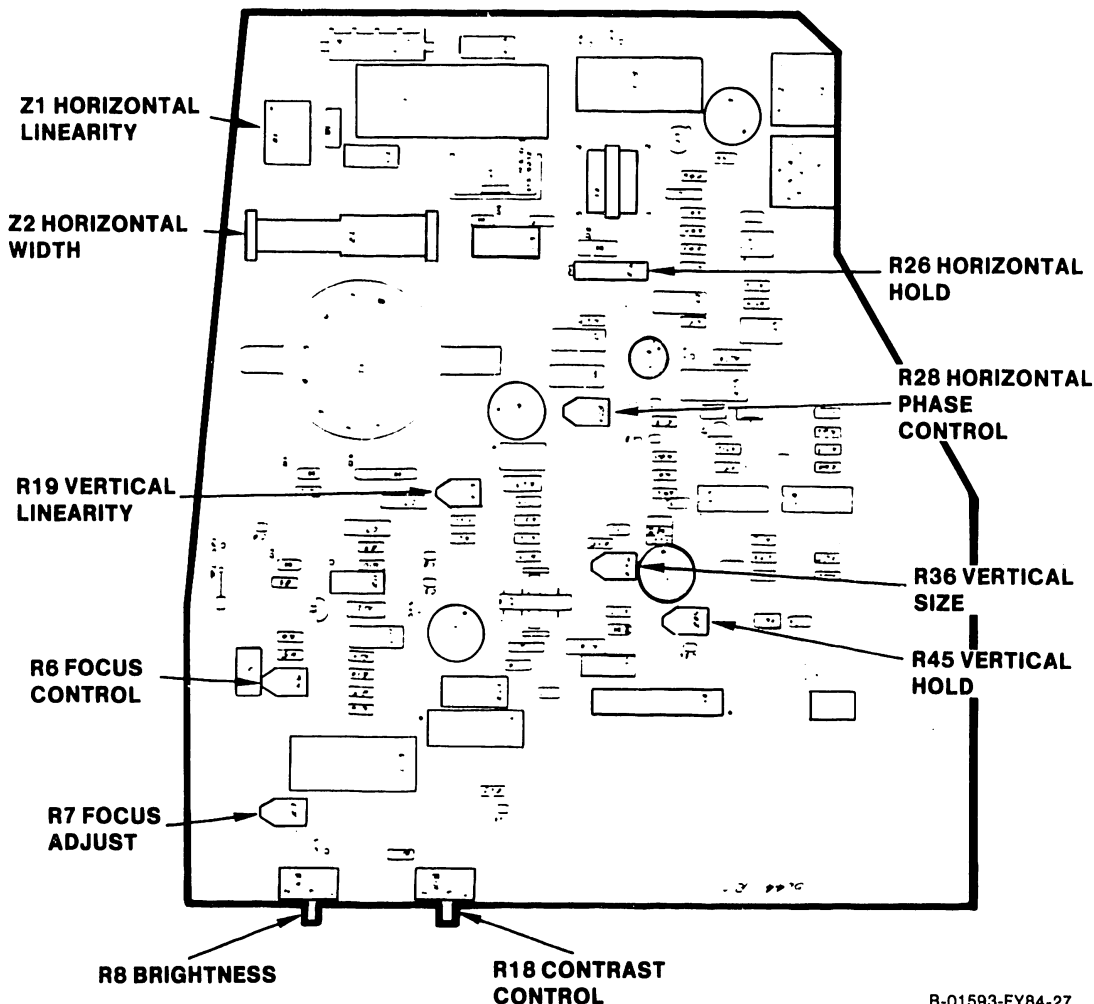 Z1 HORIZONTAL
LINEARITY
Z2 HORIZONTAL
WIDTH
R26 HORIZONTAL
HOLD
R28 HORIZONTAL
PHASE
CONTROL
R19 VERTICAL
LINEARITY
R36 VERTICAL
SIZE
R45 VERTICAL
HOLD
R6 FOCUS
CONTROL
R7 FOCUS
ADJUST
R8 BRIGHTNESS
R18 CONTRAST
CONTROL
B-01593-FY84-27